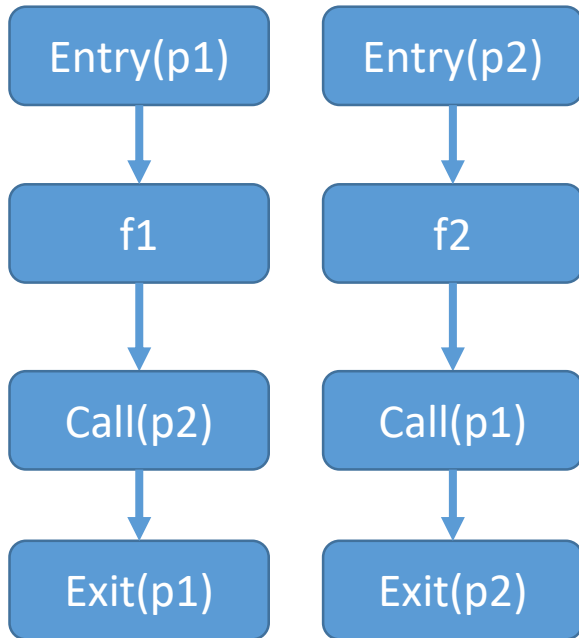 Entry(p1)
Entry(p2)
f1
f2
Call(p2)
Call(p1)
Exit(p1)
Exit(p2)